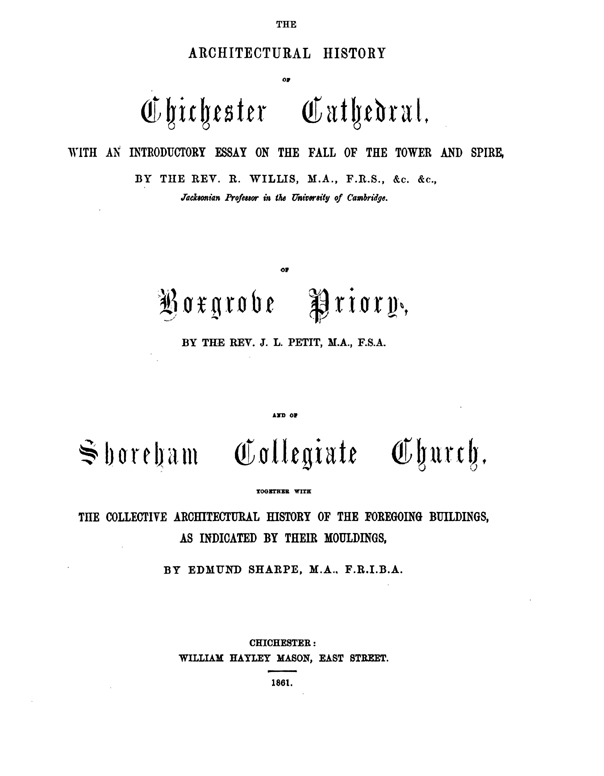 THE
ARCHITECTURAL HISTORY
OF
Chichester Cathedral,
WITH AN INTRODUCTORY ESSAY ON THE FALL OF THE TOWER AND SPIRE,
BY THE REV. R. WILLIS, M.A., F.R.S., &c. &c.,
Jacksonian Professor in the University of Cambridge.
OF
Boxgrobe Priory,
BY THE REV. J. L. PETIT, M.A., F.S.A.
AND OF
Shoreham Collegiate Church,
TOGETHER WITH
THE COLLECTIVE ARCHITECTURAL HISTORY OF THE FOREGOING BUILDINGS,
AS INDICATED BY THEIR MOULDINGS,
BY EDMUND SHARPE, M.A., F.R.I.B.A.
CHICHESTER:
WILLIAM HAYLEY MASON, EAST STREET.
1861.